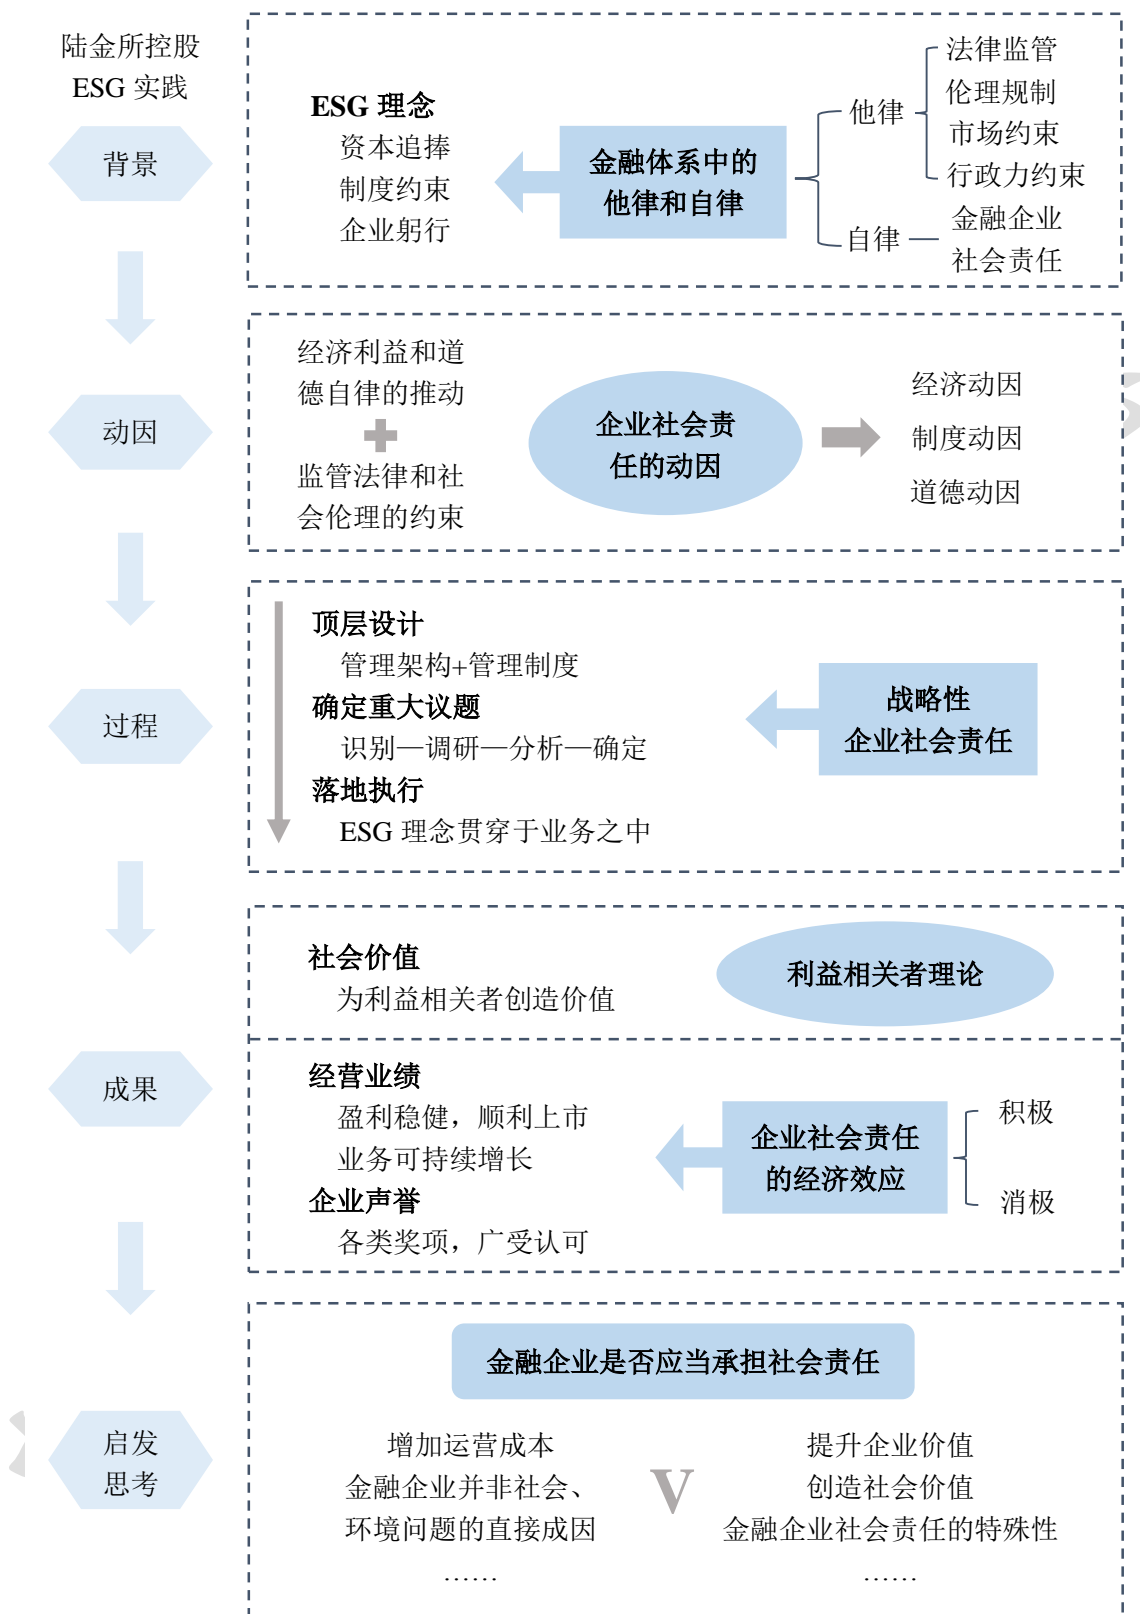 陆金所控股
ESG 实践
背景
ESG 理念
资本追捧
制度约束
企业躬行
金融体系中的
他律和自律
他律
法律监管
伦理规制
市场约束
行政力约束
自律
金融企业
社会责任
动因
经济利益和道
德自律的推动
监管法律和社
会伦理的约束
企业社会责
任的动因
经济动因
制度动因
道德动因
过程
顶层设计
管理架构+管理制度
确定重大议题
识别—调研—分析—确定
落地执行
ESG 理念贯穿于业务之中
战略性
企业社会责任
成果
社会价值
为利益相关者创造价值
利益相关者理论
经营业绩
盈利稳健，顺利上市
业务可持续增长
企业声誉
各类奖项，广受认可
企业社会责任
的经济效应
积极
消极
启发
思考
金融企业是否应当承担社会责任
增加运营成本
金融企业并非社会、
环境问题的直接成因
……
V
提升企业价值
创造社会价值
金融企业社会责任的特殊性
……